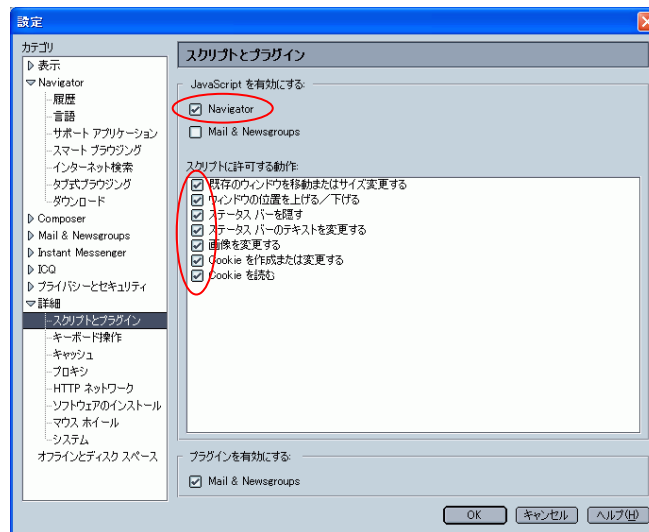 設定
カテゴリ
表示
Navigator
履歴
言語
サポート アプリケーション
スマート ブラウジング
インターネット検索
タブ式ブラウジング
ダウンロード
Composer
Mail & Newsgroups
Instant Messenger
ICQ
プライバシーとセキュリティ
詳細
スクリプトとプラグイン
キーボード操作
キャッシュ
プロキシ
HTTP ネットワーク
ソフトウェアのインストール
マウス ホイール
システム
オフラインとディスク スペース
スクリプトとプラグイン
JavaScript を有効にする:
Navigator
Mail & Newsgroups
スクリプトに許可する動作:
既存のウィンドウを移動またはサイズ変更する
ウィンドウの位置を上げる／下げる
ステータス バーを隠す
ステータス バーのテキストを変更する
画像を変更する
Cookie を作成または変更する
Cookie を読む
プラグインを有効にする:
Mail & Newsgroups
OK
キャンセル
ヘルプ(H)